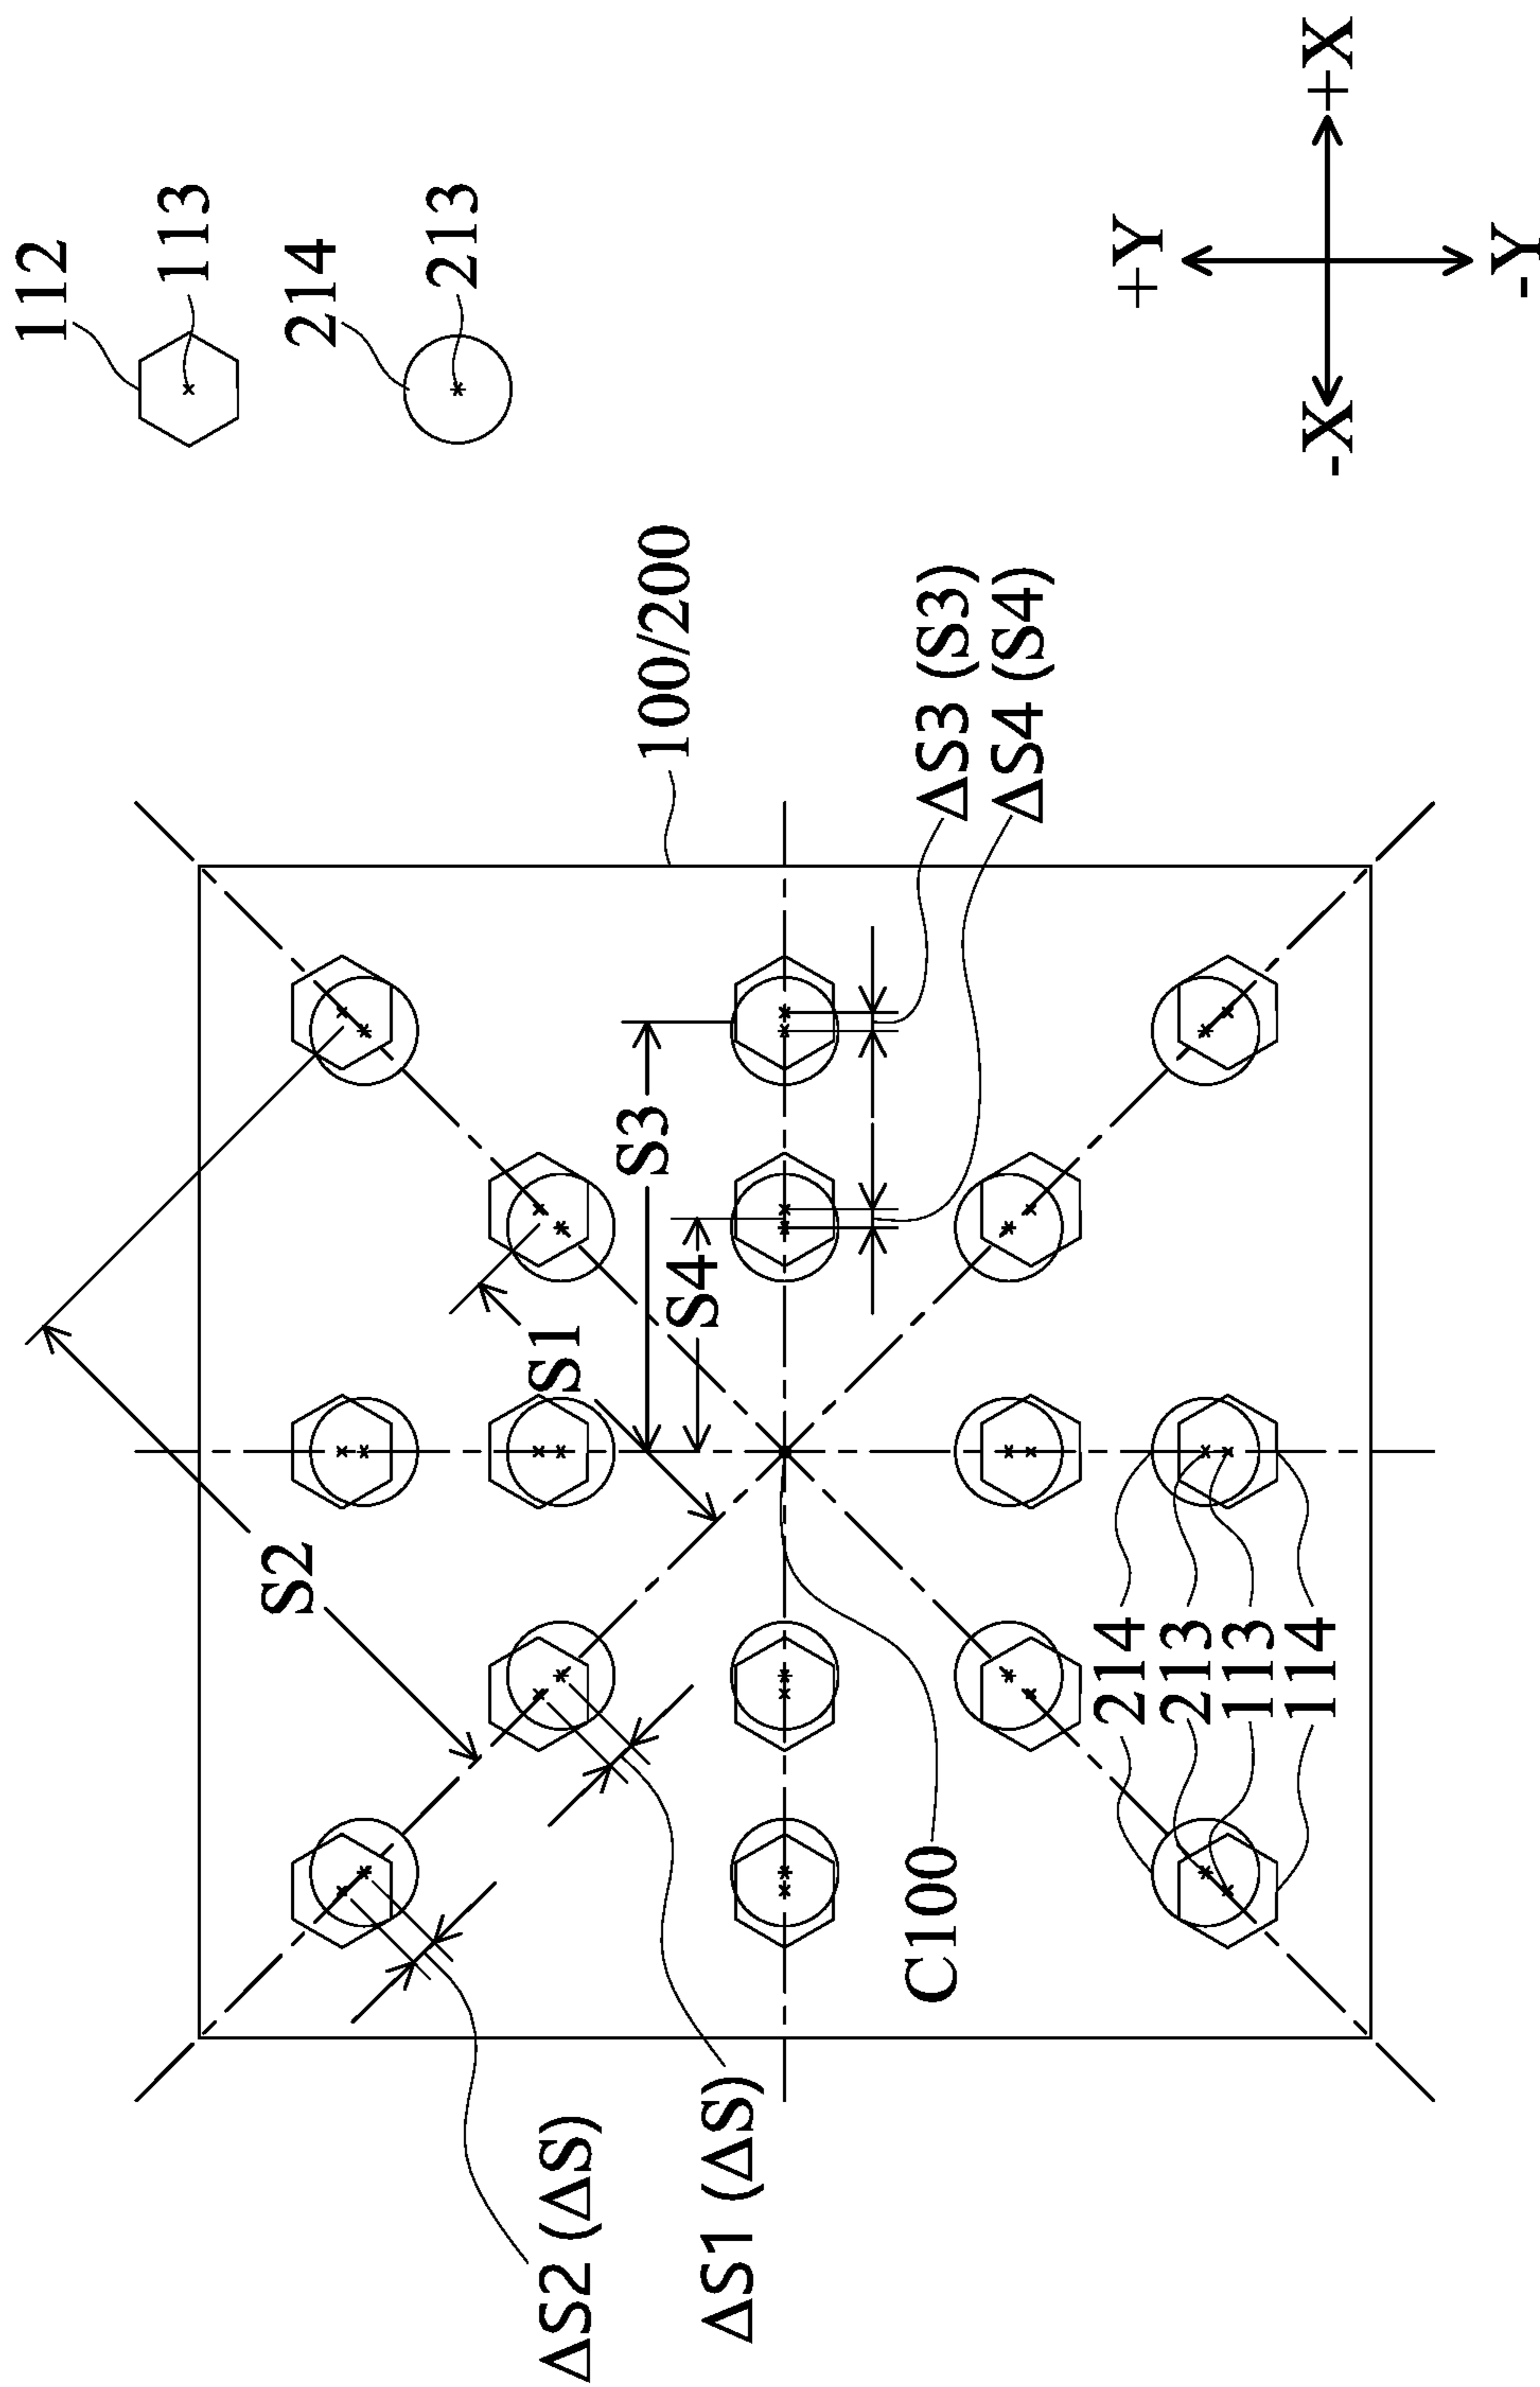 112
113
214
213
100/200
S2
S1
S3
S4
ΔS3 (S3)
ΔS4 (S4)
ΔS2 (ΔS)
ΔS1 (ΔS)
C100
214
213
113
114
+Y
-X
+X
-Y